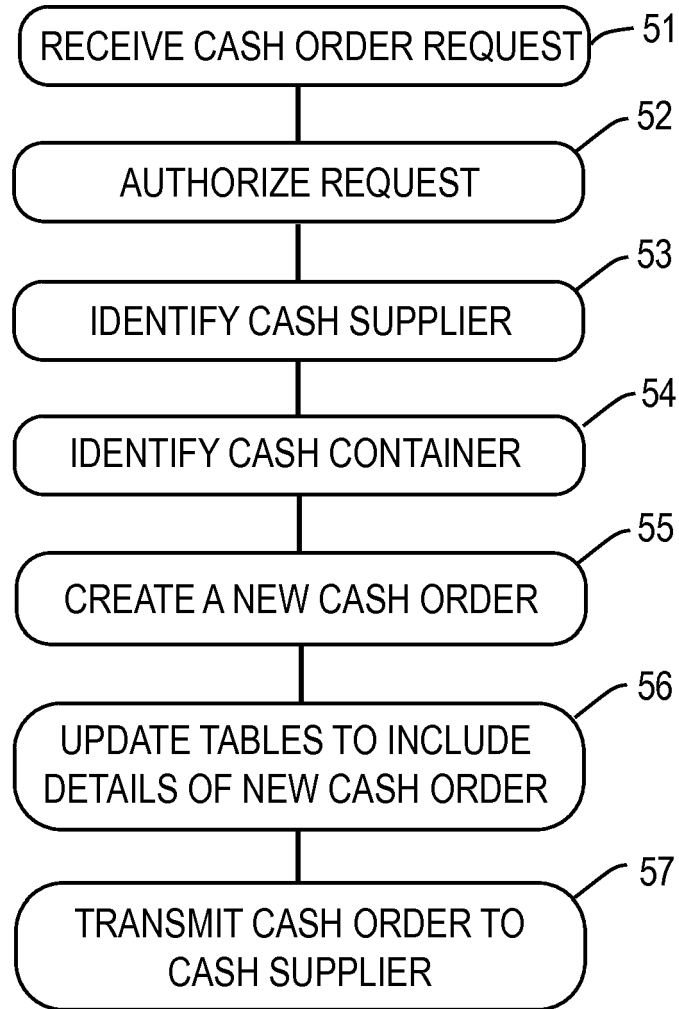 RECEIVE CASH ORDER REQUEST
51
52
AUTHORIZE REQUEST
53
IDENTIFY CASH SUPPLIER
54
IDENTIFY CASH CONTAINER
55
CREATE A NEW CASH ORDER
56
UPDATE TABLES TO INCLUDE
DETAILS OF NEW CASH ORDER
57
TRANSMIT CASH ORDER TO
CASH SUPPLIER